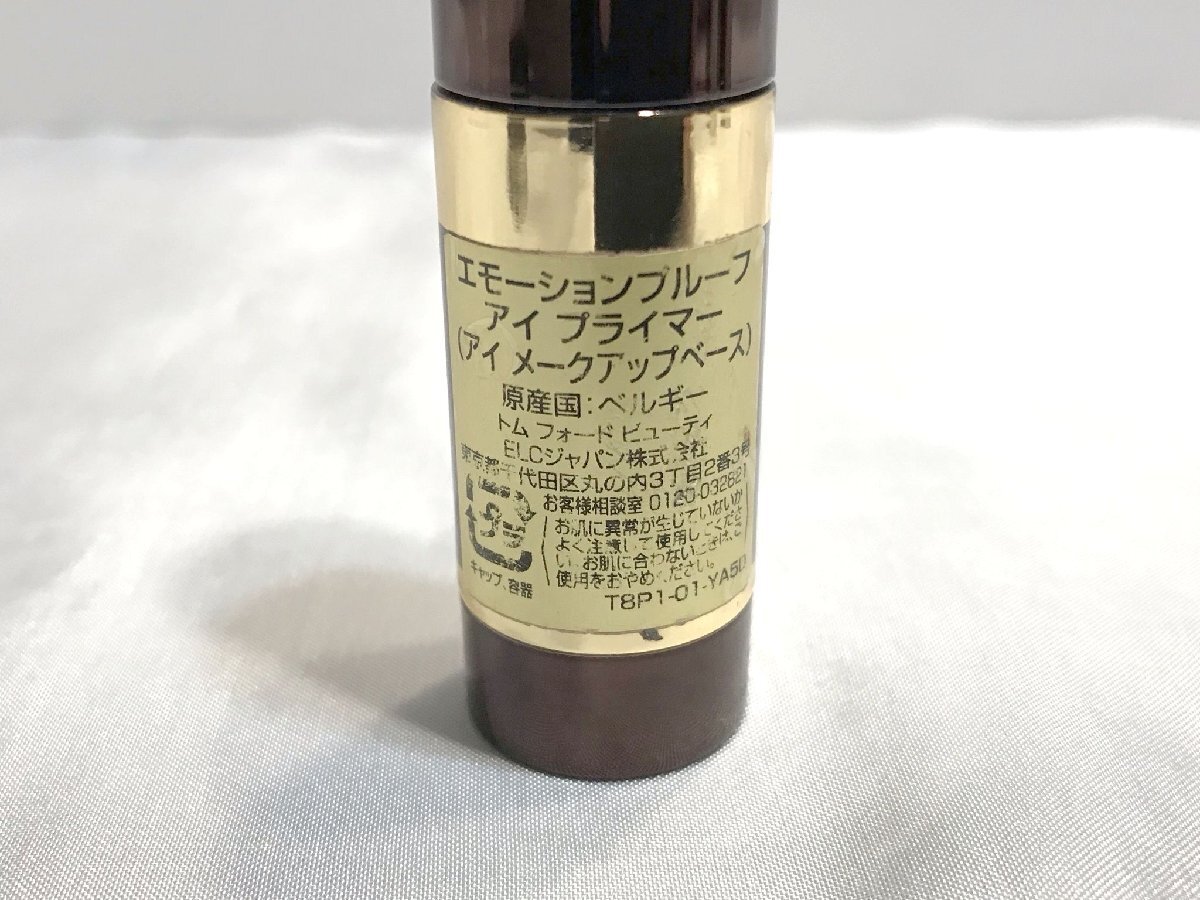 エモーションプルーフ
アイ プライマー
(アイ メークアップベース)
原産国:ベルギー
トム フォード ビューティ
ELCジャパン株式会社
東京都千代田区丸の内3丁目2番3号
お客様相談室 0120-032621
お肌に異常が生じていないか
よく注意して使用してくださ
い。お肌に合わないときは、ご
使用をおやめください。
プラ
キャップ、容器
T8P1-01-YA5D